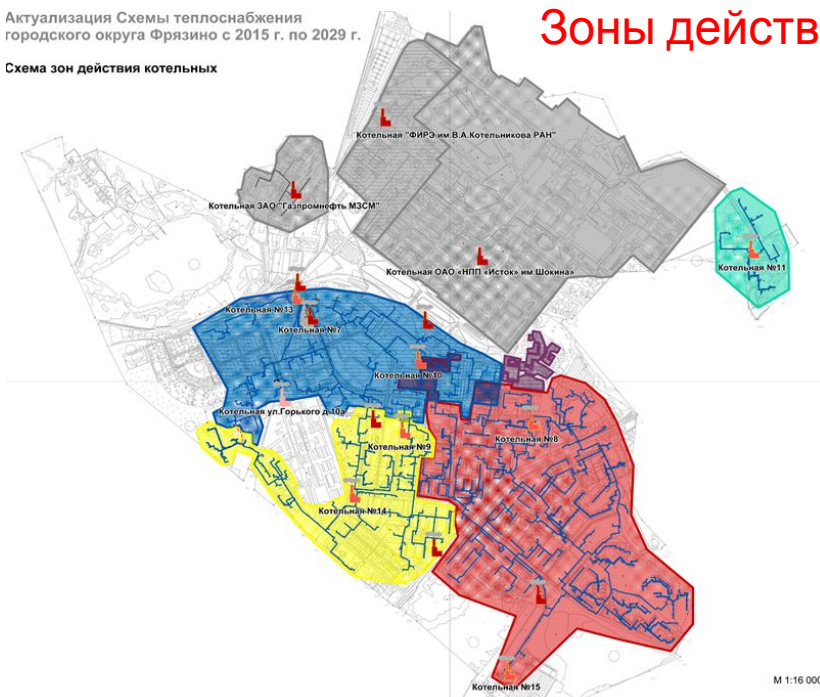 Актуализация Схемы теплоснабжения
городского округа Фрязино с 2015 г. по 2029 г.
Зоны действ
Схема зон действия котельных
Котельная "ФИРЭ им.В.А.Котельникова РАН"
Котельная ЗАО "Газпромнефть МЗСМ"
Котельная ОАО «НПП «Исток» им.Шокина»
Котельная №11
Котельная №13
Котельная №7
Котельная №10
Котельная ул.Горького д.10а
Котельная №9
Котельная №8
Котельная №14
Котельная №15
М 1:16 000